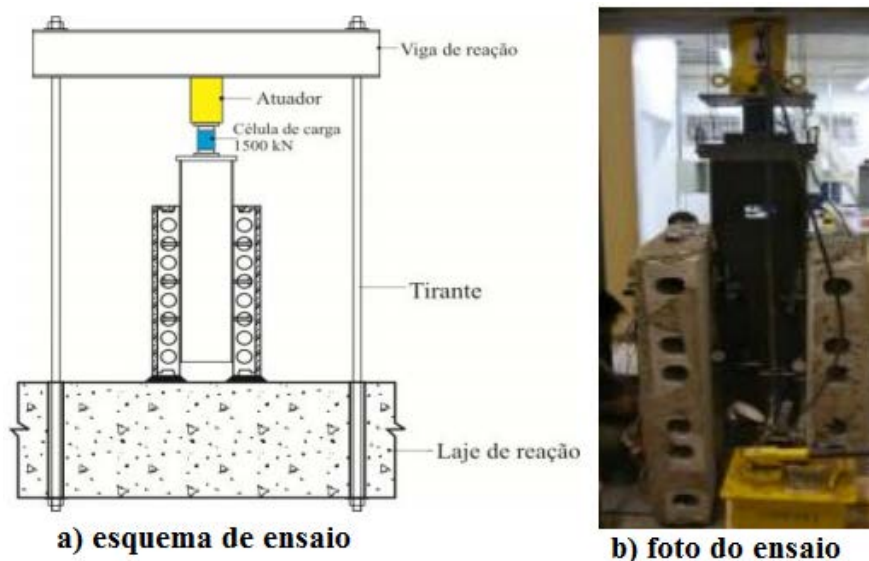 Viga de reação
Atuador
Célula de carga
1500 kN
Tirante
Laje de reação
a) esquema de ensaio
b) foto do ensaio